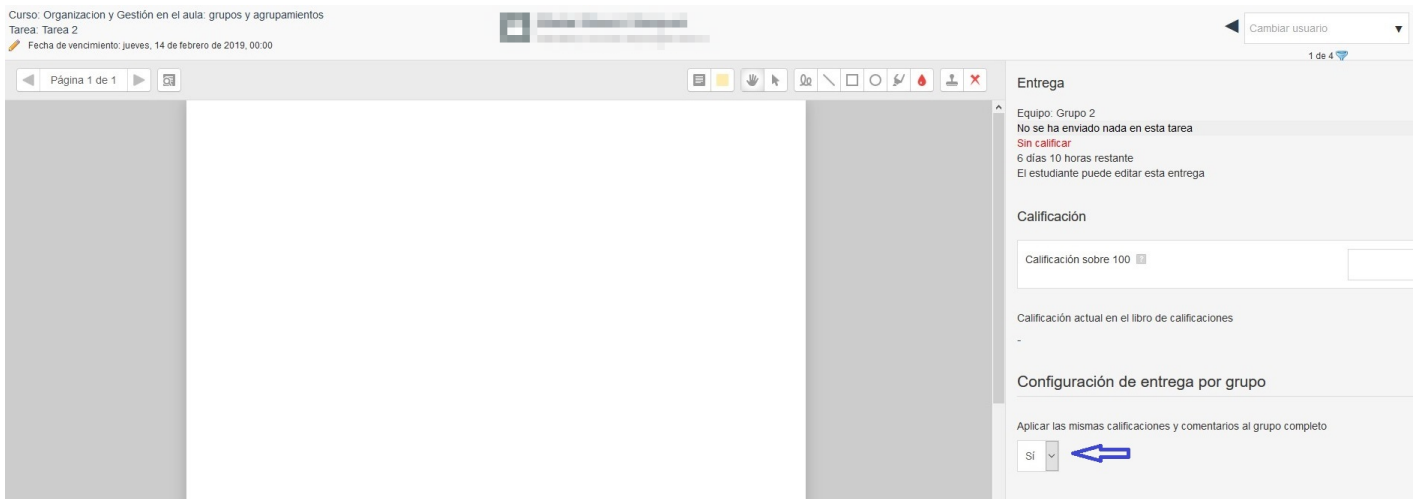 Curso: Organizacion y Gestión en el aula: grupos y agrupamientos
Tarea: Tarea 2
Fecha de vencimiento: jueves, 14 de febrero de 2019, 00:00
Cambiar usuario
1 de 4
Página 1 de 1
Entrega
Equipo: Grupo 2
No se ha enviado nada en esta tarea
Sin calificar
6 días 10 horas restante
El estudiante puede editar esta entrega
Calificación
Calificación sobre 100
Calificación actual en el libro de calificaciones
-
Configuración de entrega por grupo
Aplicar las mismas calificaciones y comentarios al grupo completo
Sí